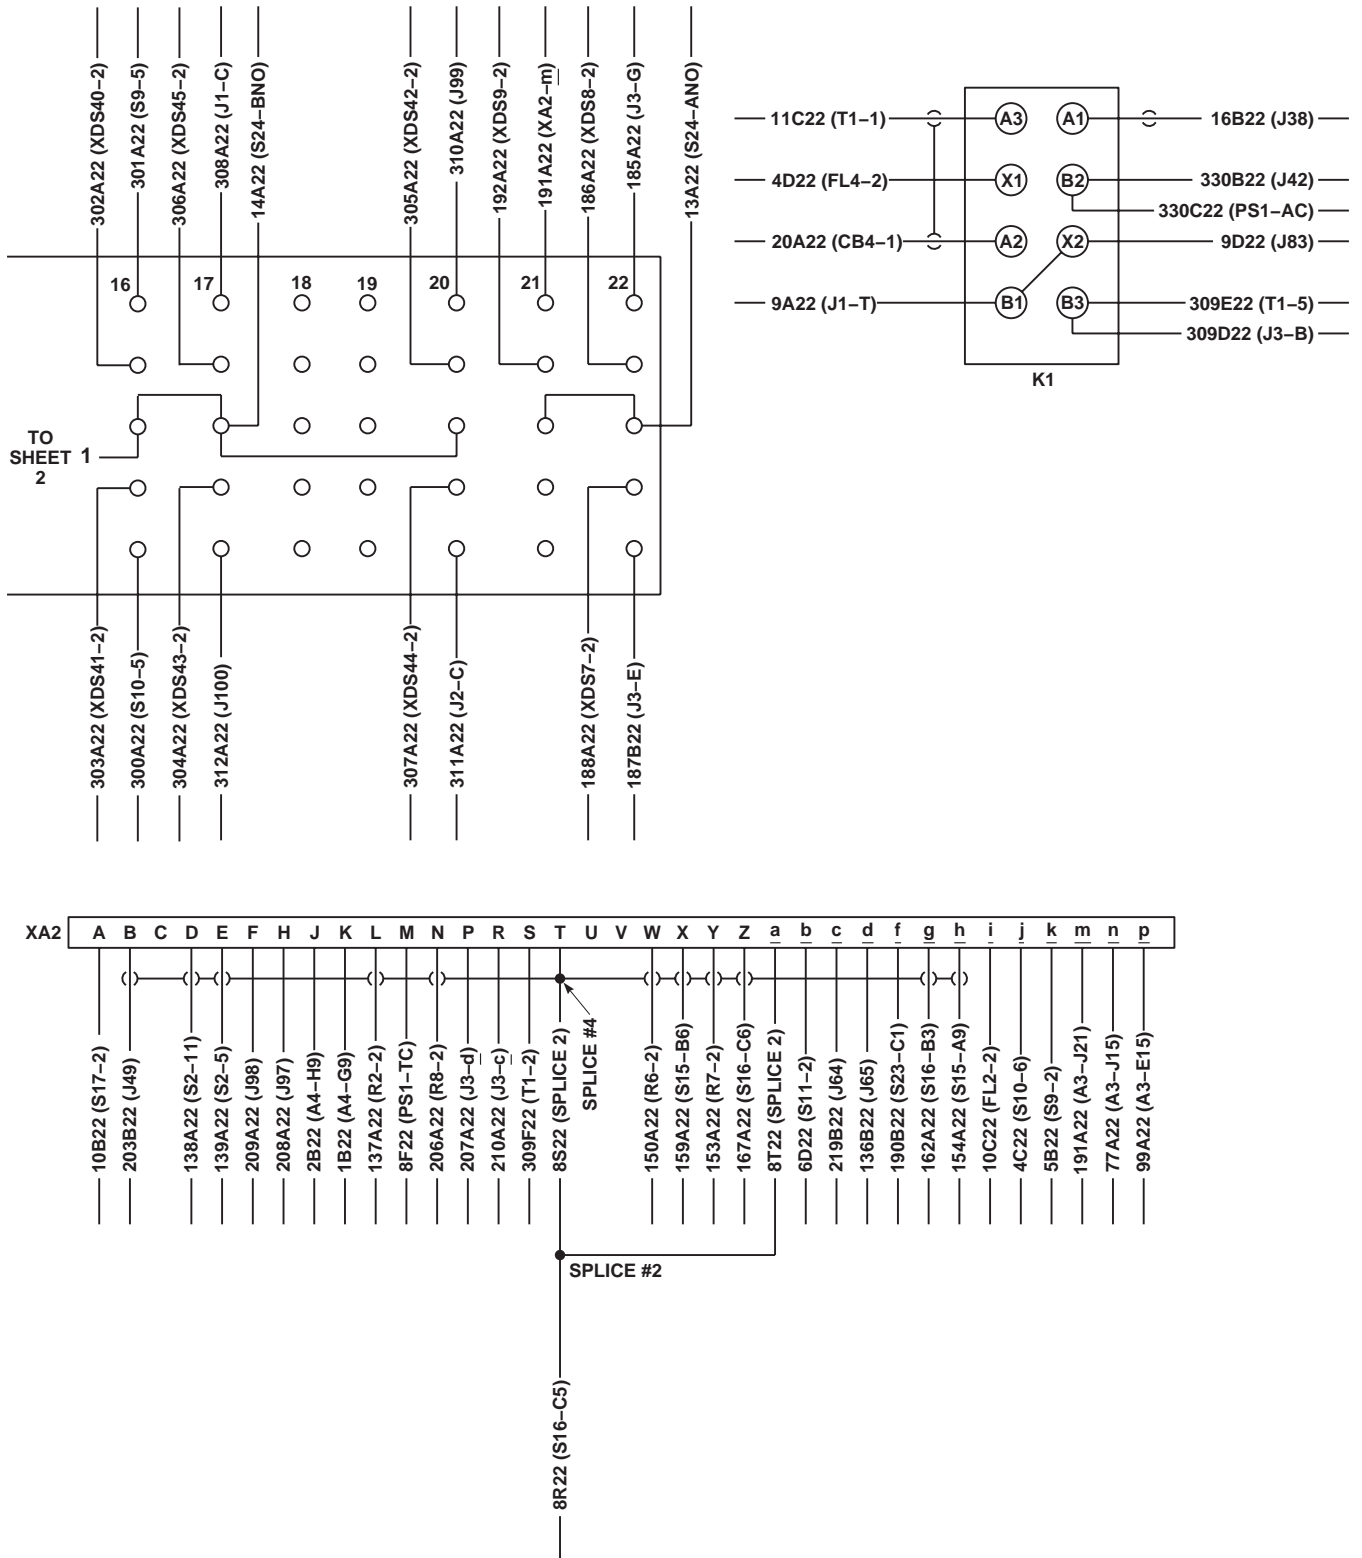 302A22 (XDS40–2)
301A22 (S9–5)
306A22 (XDS45–2)
308A22 (J1–C)
14A22 (S24–BNO)
305A22 (XDS42–2)
310A22 (J99)
192A22 (XDS9–2)
191A22 (XA2–m)
186A22 (XDS8–2)
185A22 (J3–G)
13A22 (S24–ANO)
16 17 18 19 20 21 22
TO
SHEET 1
2
303A22 (XDS41–2)
300A22 (S10–5)
304A22 (XDS43–2)
312A22 (J100)
307A22 (XDS44–2)
311A22 (J2–C)
188A22 (XDS7–2)
187B22 (J3–E)
11C22 (T1–1) A3 A1 16B22 (J38)
4D22 (FL4–2) X1 B2 330B22 (J42)
330C22 (PS1–AC)
20A22 (CB4–1) A2 X2 9D22 (J83)
9A22 (J1–T) B1 B3 309E22 (T1–5)
309D22 (J3–B)
K1
XA2 A B C D E F H J K L M N P R S T U V W X Y Z a b c d f g h i j k m n p
10B22 (S17–2)
203B22 (J49)
138A22 (S2–11)
139A22 (S2–5)
209A22 (J98)
208A22 (J97)
2B22 (A4–H9)
1B22 (A4–G9)
137A22 (R2–2)
8F22 (PS1–TC)
206A22 (R8–2)
207A22 (J3–d)
210A22 (J3–c)
309F22 (T1–2)
8S22 (SPLICE 2)
SPLICE #4
150A22 (R6–2)
159A22 (S15–B6)
153A22 (R7–2)
167A22 (S16–C6)
8T22 (SPLICE 2)
6D22 (S11–2)
219B22 (J64)
136B22 (J65)
190B22 (S23–C1)
162A22 (S16–B3)
154A22 (S15–A9)
10C22 (FL2–2)
4C22 (S10–6)
5B22 (S9–2)
191A22 (A3–J21)
77A22 (A3–J15)
99A22 (A3–E15)
SPLICE #2
8R22 (S16–C5)